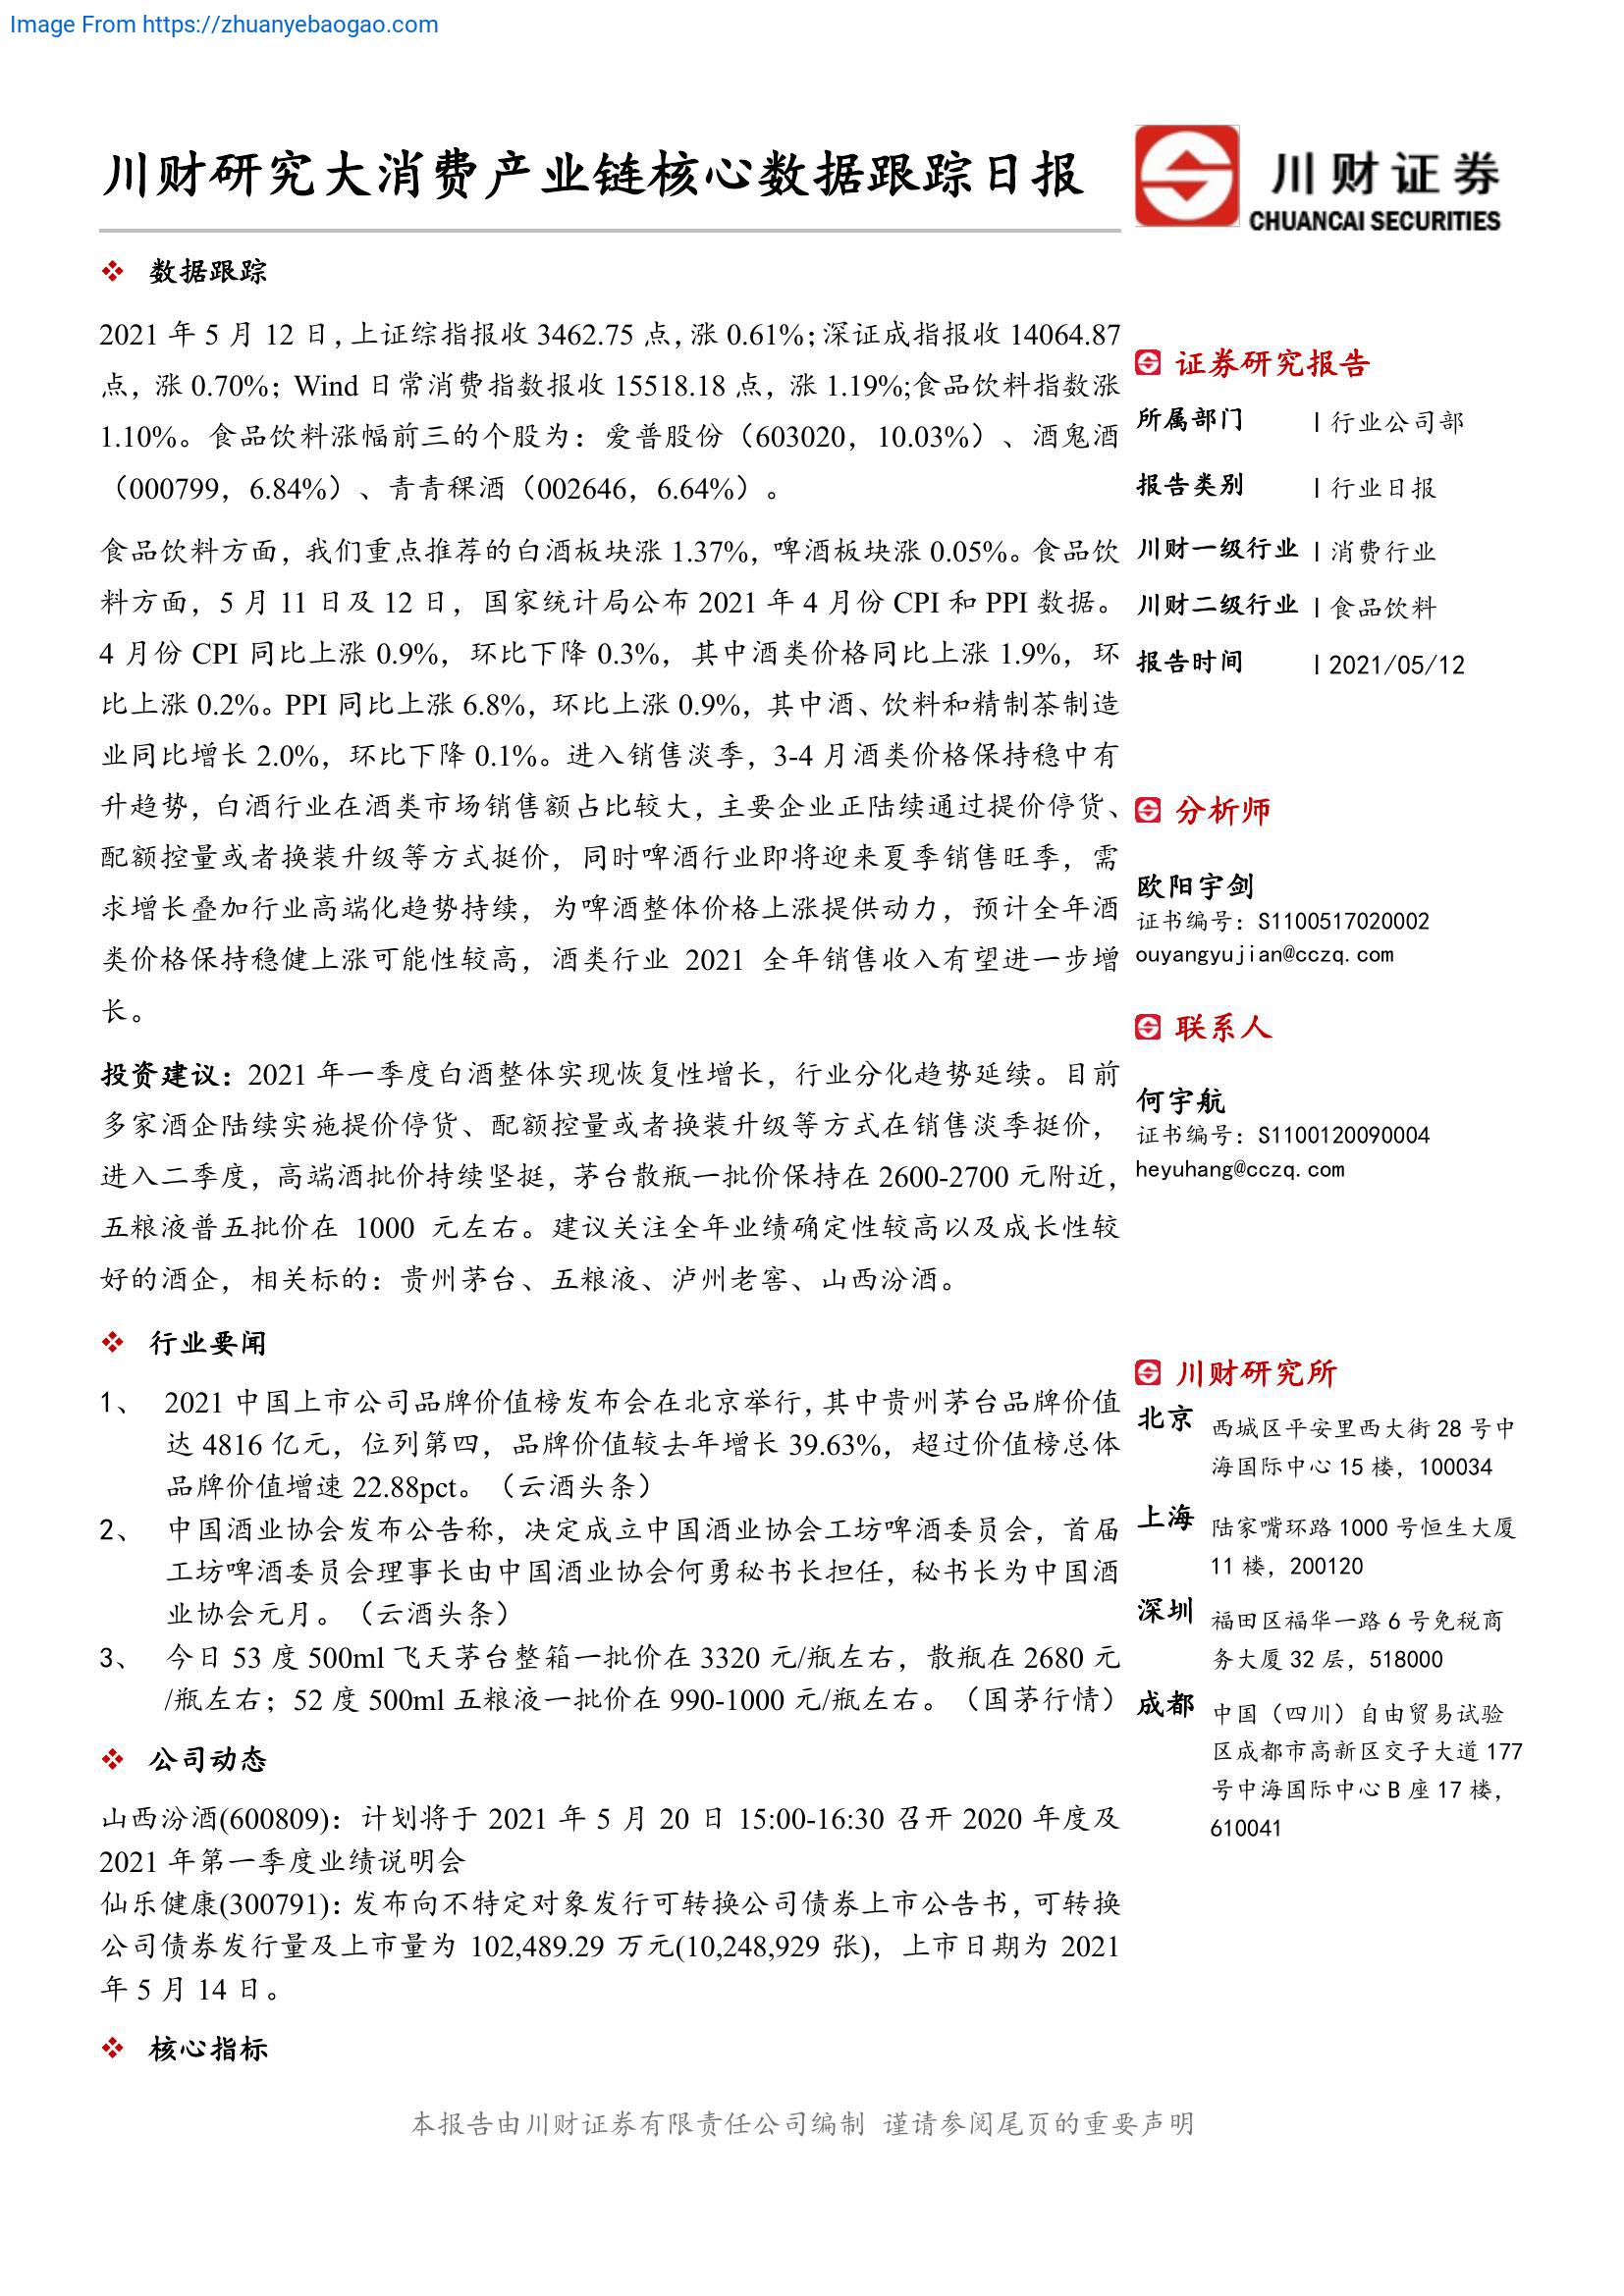 Image From https://zhuanyebaogao.com
川财研究大消费产业链核心数据跟踪日报
川财证券
CHUANCAI SECURITIES
❖ 数据跟踪
2021 年 5 月 12 日，上证综指报收 3462.75 点，涨 0.61%；深证成指报收 14064.87
点，涨 0.70%；Wind 日常消费指数报收 15518.18 点，涨 1.19%;食品饮料指数涨
1.10%。食品饮料涨幅前三的个股为：爱普股份（603020，10.03%）、酒鬼酒
（000799，6.84%）、青青稞酒（002646，6.64%）。
食品饮料方面，我们重点推荐的白酒板块涨 1.37%，啤酒板块涨 0.05%。食品饮
料方面，5 月 11 日及 12 日，国家统计局公布 2021 年 4 月份 CPI 和 PPI 数据。
4 月份 CPI 同比上涨 0.9%，环比下降 0.3%，其中酒类价格同比上涨 1.9%，环
比上涨 0.2%。PPI 同比上涨 6.8%，环比上涨 0.9%，其中酒、饮料和精制茶制造
业同比增长 2.0%，环比下降 0.1%。进入销售淡季，3-4 月酒类价格保持稳中有
升趋势，白酒行业在酒类市场销售额占比较大，主要企业正陆续通过提价停货、
配额控量或者换装升级等方式挺价，同时啤酒行业即将迎来夏季销售旺季，需
求增长叠加行业高端化趋势持续，为啤酒整体价格上涨提供动力，预计全年酒
类价格保持稳健上涨可能性较高，酒类行业 2021 全年销售收入有望进一步增
长。
投资建议：2021 年一季度白酒整体实现恢复性增长，行业分化趋势延续。目前
多家酒企陆续实施提价停货、配额控量或者换装升级等方式在销售淡季挺价，
进入二季度，高端酒批价持续坚挺，茅台散瓶一批价保持在 2600-2700 元附近，
五粮液普五批价在 1000 元左右。建议关注全年业绩确定性较高以及成长性较
好的酒企，相关标的：贵州茅台、五粮液、泸州老窖、山西汾酒。
❖ 行业要闻
1、 2021 中国上市公司品牌价值榜发布会在北京举行，其中贵州茅台品牌价值
达 4816 亿元，位列第四，品牌价值较去年增长 39.63%，超过价值榜总体
品牌价值增速 22.88pct。（云酒头条）
2、 中国酒业协会发布公告称，决定成立中国酒业协会工坊啤酒委员会，首届
工坊啤酒委员会理事长由中国酒业协会何勇秘书长担任，秘书长为中国酒
业协会元月。（云酒头条）
3、 今日 53 度 500ml 飞天茅台整箱一批价在 3320 元/瓶左右，散瓶在 2680 元
/瓶左右；52 度 500ml 五粮液一批价在 990-1000 元/瓶左右。（国茅行情）
❖ 公司动态
山西汾酒(600809)：计划将于 2021 年 5 月 20 日 15:00-16:30 召开 2020 年度及
2021 年第一季度业绩说明会
仙乐健康(300791)：发布向不特定对象发行可转换公司债券上市公告书，可转换
公司债券发行量及上市量为 102,489.29 万元(10,248,929 张)，上市日期为 2021
年 5 月 14 日。
❖ 核心指标
证券研究报告
所属部门 | 行业公司部
报告类别 | 行业日报
川财一级行业 | 消费行业
川财二级行业 | 食品饮料
报告时间 | 2021/05/12
分析师
欧阳宇剑
证书编号：S1100517020002
ouyangyujian@cczq.com
联系人
何宇航
证书编号：S1100120090004
heyuhang@cczq.com
川财研究所
北京 西城区平安里西大街 28 号中
海国际中心 15 楼，100034
上海 陆家嘴环路 1000 号恒生大厦
11 楼，200120
深圳 福田区福华一路 6 号免税商
务大厦 32 层，518000
成都 中国（四川）自由贸易试验
区成都市高新区交子大道 177
号中海国际中心 B 座 17 楼，
610041
本报告由川财证券有限责任公司编制 谨请参阅尾页的重要声明